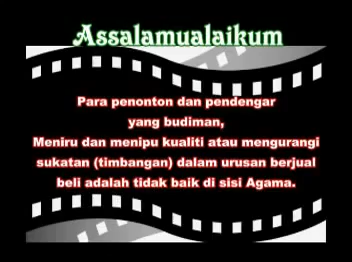 Assalamualaikum
Para penonton dan pendengar
yang budiman,
Meniru dan menipu kualiti atau mengurangi
sukatan (timbangan) dalam urusan berjual
beli adalah tidak baik di sisi Agama.